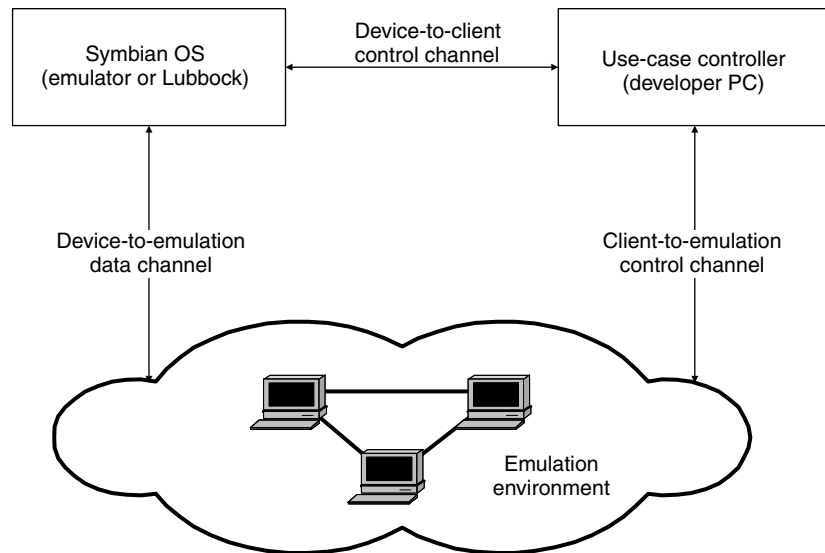 Symbian OS
(emulator or Lubbock)
Device-to-client
control channel
Use-case controller
(developer PC)
Device-to-emulation
data channel
Client-to-emulation
control channel
Emulation
environment